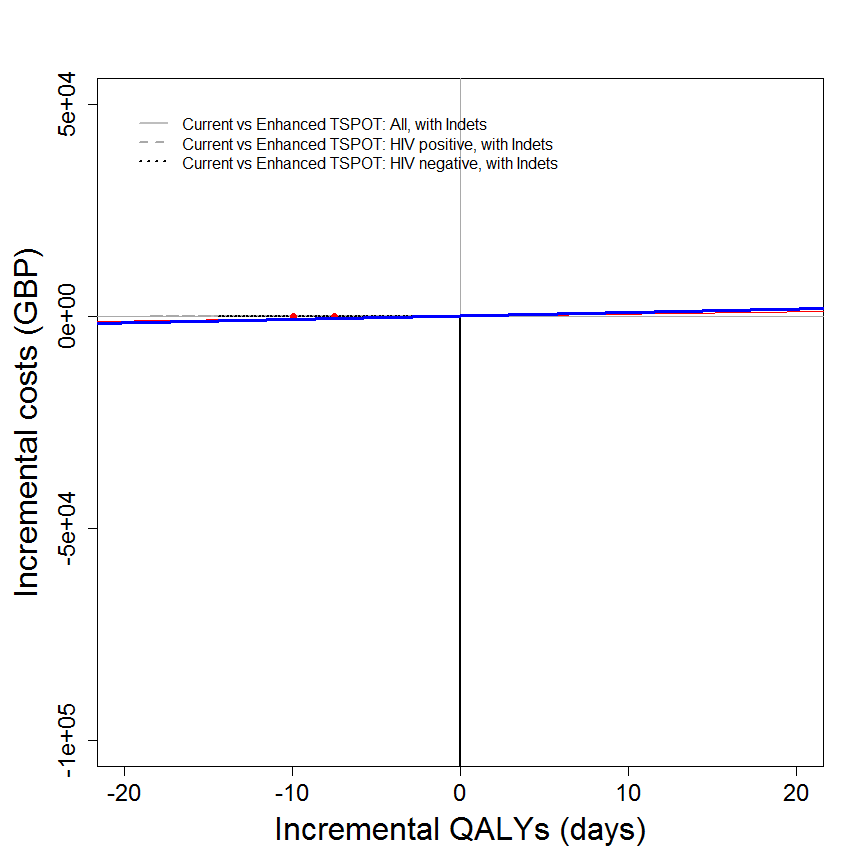 Current vs Enhanced TSPOT: All, with Indets
Current vs Enhanced TSPOT: HIV positive, with Indets
Current vs Enhanced TSPOT: HIV negative, with Indets
Incremental costs (GBP)
5e+04
0e+00
-5e+04
-1e+05
-20 -10 0 10 20
Incremental QALYs (days)